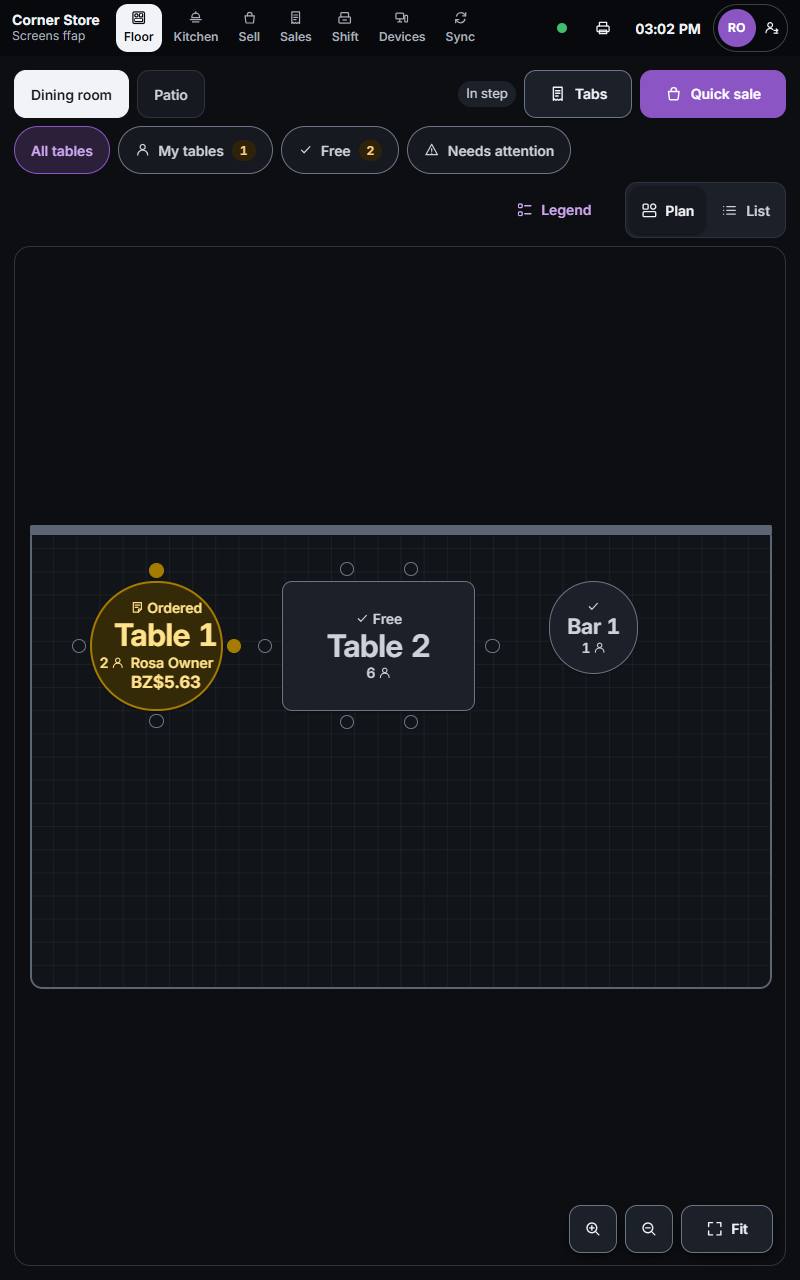 Corner Store
Screens ffap
Floor
Kitchen
Sell
Sales
Shift
Devices
Sync
03:02 PM
RO
Dining room
Patio
In step
Tabs
Quick sale
All tables
My tables 1
Free 2
Needs attention
Legend
Plan
List
Ordered
Table 1
2 Rosa Owner
BZ$5.63
Free
Table 2
6
Bar 1
1
Fit